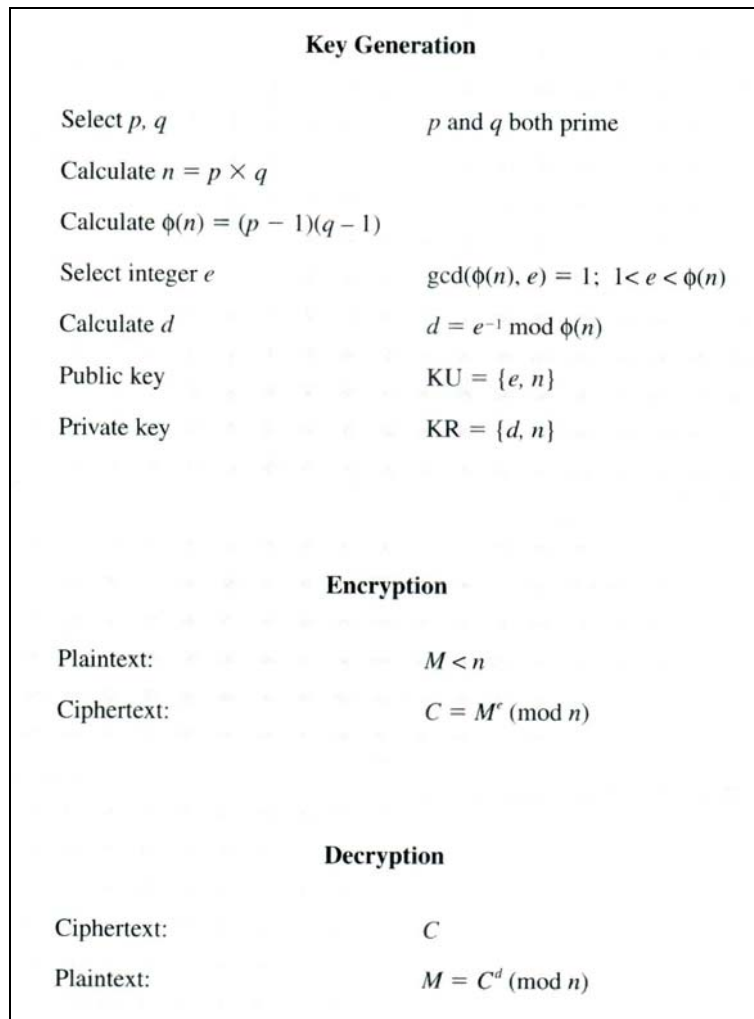 Key Generation
Select p, q p and q both prime
Calculate n = p × q
Calculate ϕ(n) = (p − 1)(q – 1)
Select integer e gcd(ϕ(n), e) = 1; 1< e < ϕ(n)
Calculate d d = e⁻¹ mod ϕ(n)
Public key KU = {e, n}
Private key KR = {d, n}
Encryption
Plaintext: M < n
Ciphertext: C = Mᵉ (mod n)
Decryption
Ciphertext: C
Plaintext: M = Cᵈ (mod n)